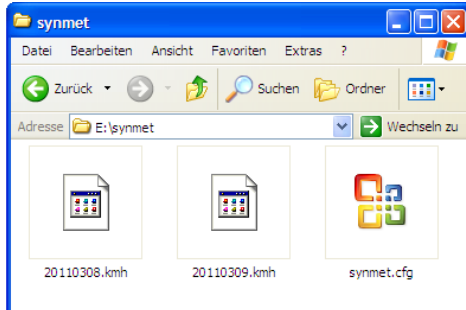 synmet
Datei Bearbeiten Ansicht Favoriten Extras ?
Zurück Suchen Ordner
Adresse E:\synmet Wechseln zu
20110308.kmh 20110309.kmh synmet.cfg